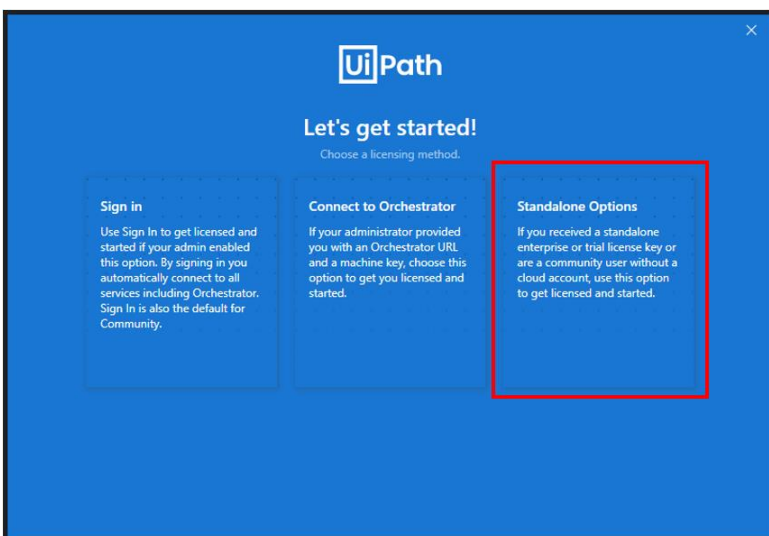 UiPath
Let's get started!
Choose a licensing method.
Sign in
Use Sign In to get licensed and
started if your admin enabled
this option. By signing in you
automatically connect to all
services including Orchestrator.
Sign In is also the default for
Community.
Connect to Orchestrator
If your administrator provided
you with an Orchestrator URL
and a machine key, choose this
option to get you licensed and
started.
Standalone Options
If you received a standalone
enterprise or trial license key or
are a community user without a
cloud account, use this option
to get licensed and started.